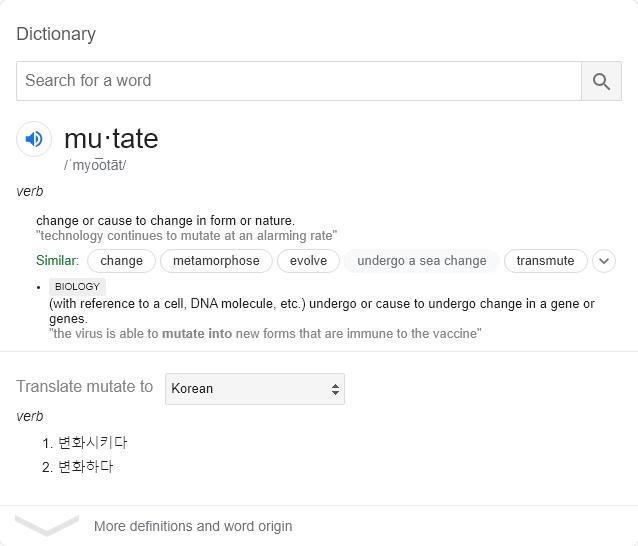 Dictionary
Search for a word
mu·tate
/ˈmyo͞otāt/
verb
change or cause to change in form or nature.
"technology continues to mutate at an alarming rate"
Similar: change metamorphose evolve undergo a sea change transmute
• BIOLOGY
(with reference to a cell, DNA molecule, etc.) undergo or cause to undergo change in a gene or
genes.
"the virus is able to mutate into new forms that are immune to the vaccine"
Translate mutate to Korean
verb
1. 변화시키다
2. 변화하다
More definitions and word origin